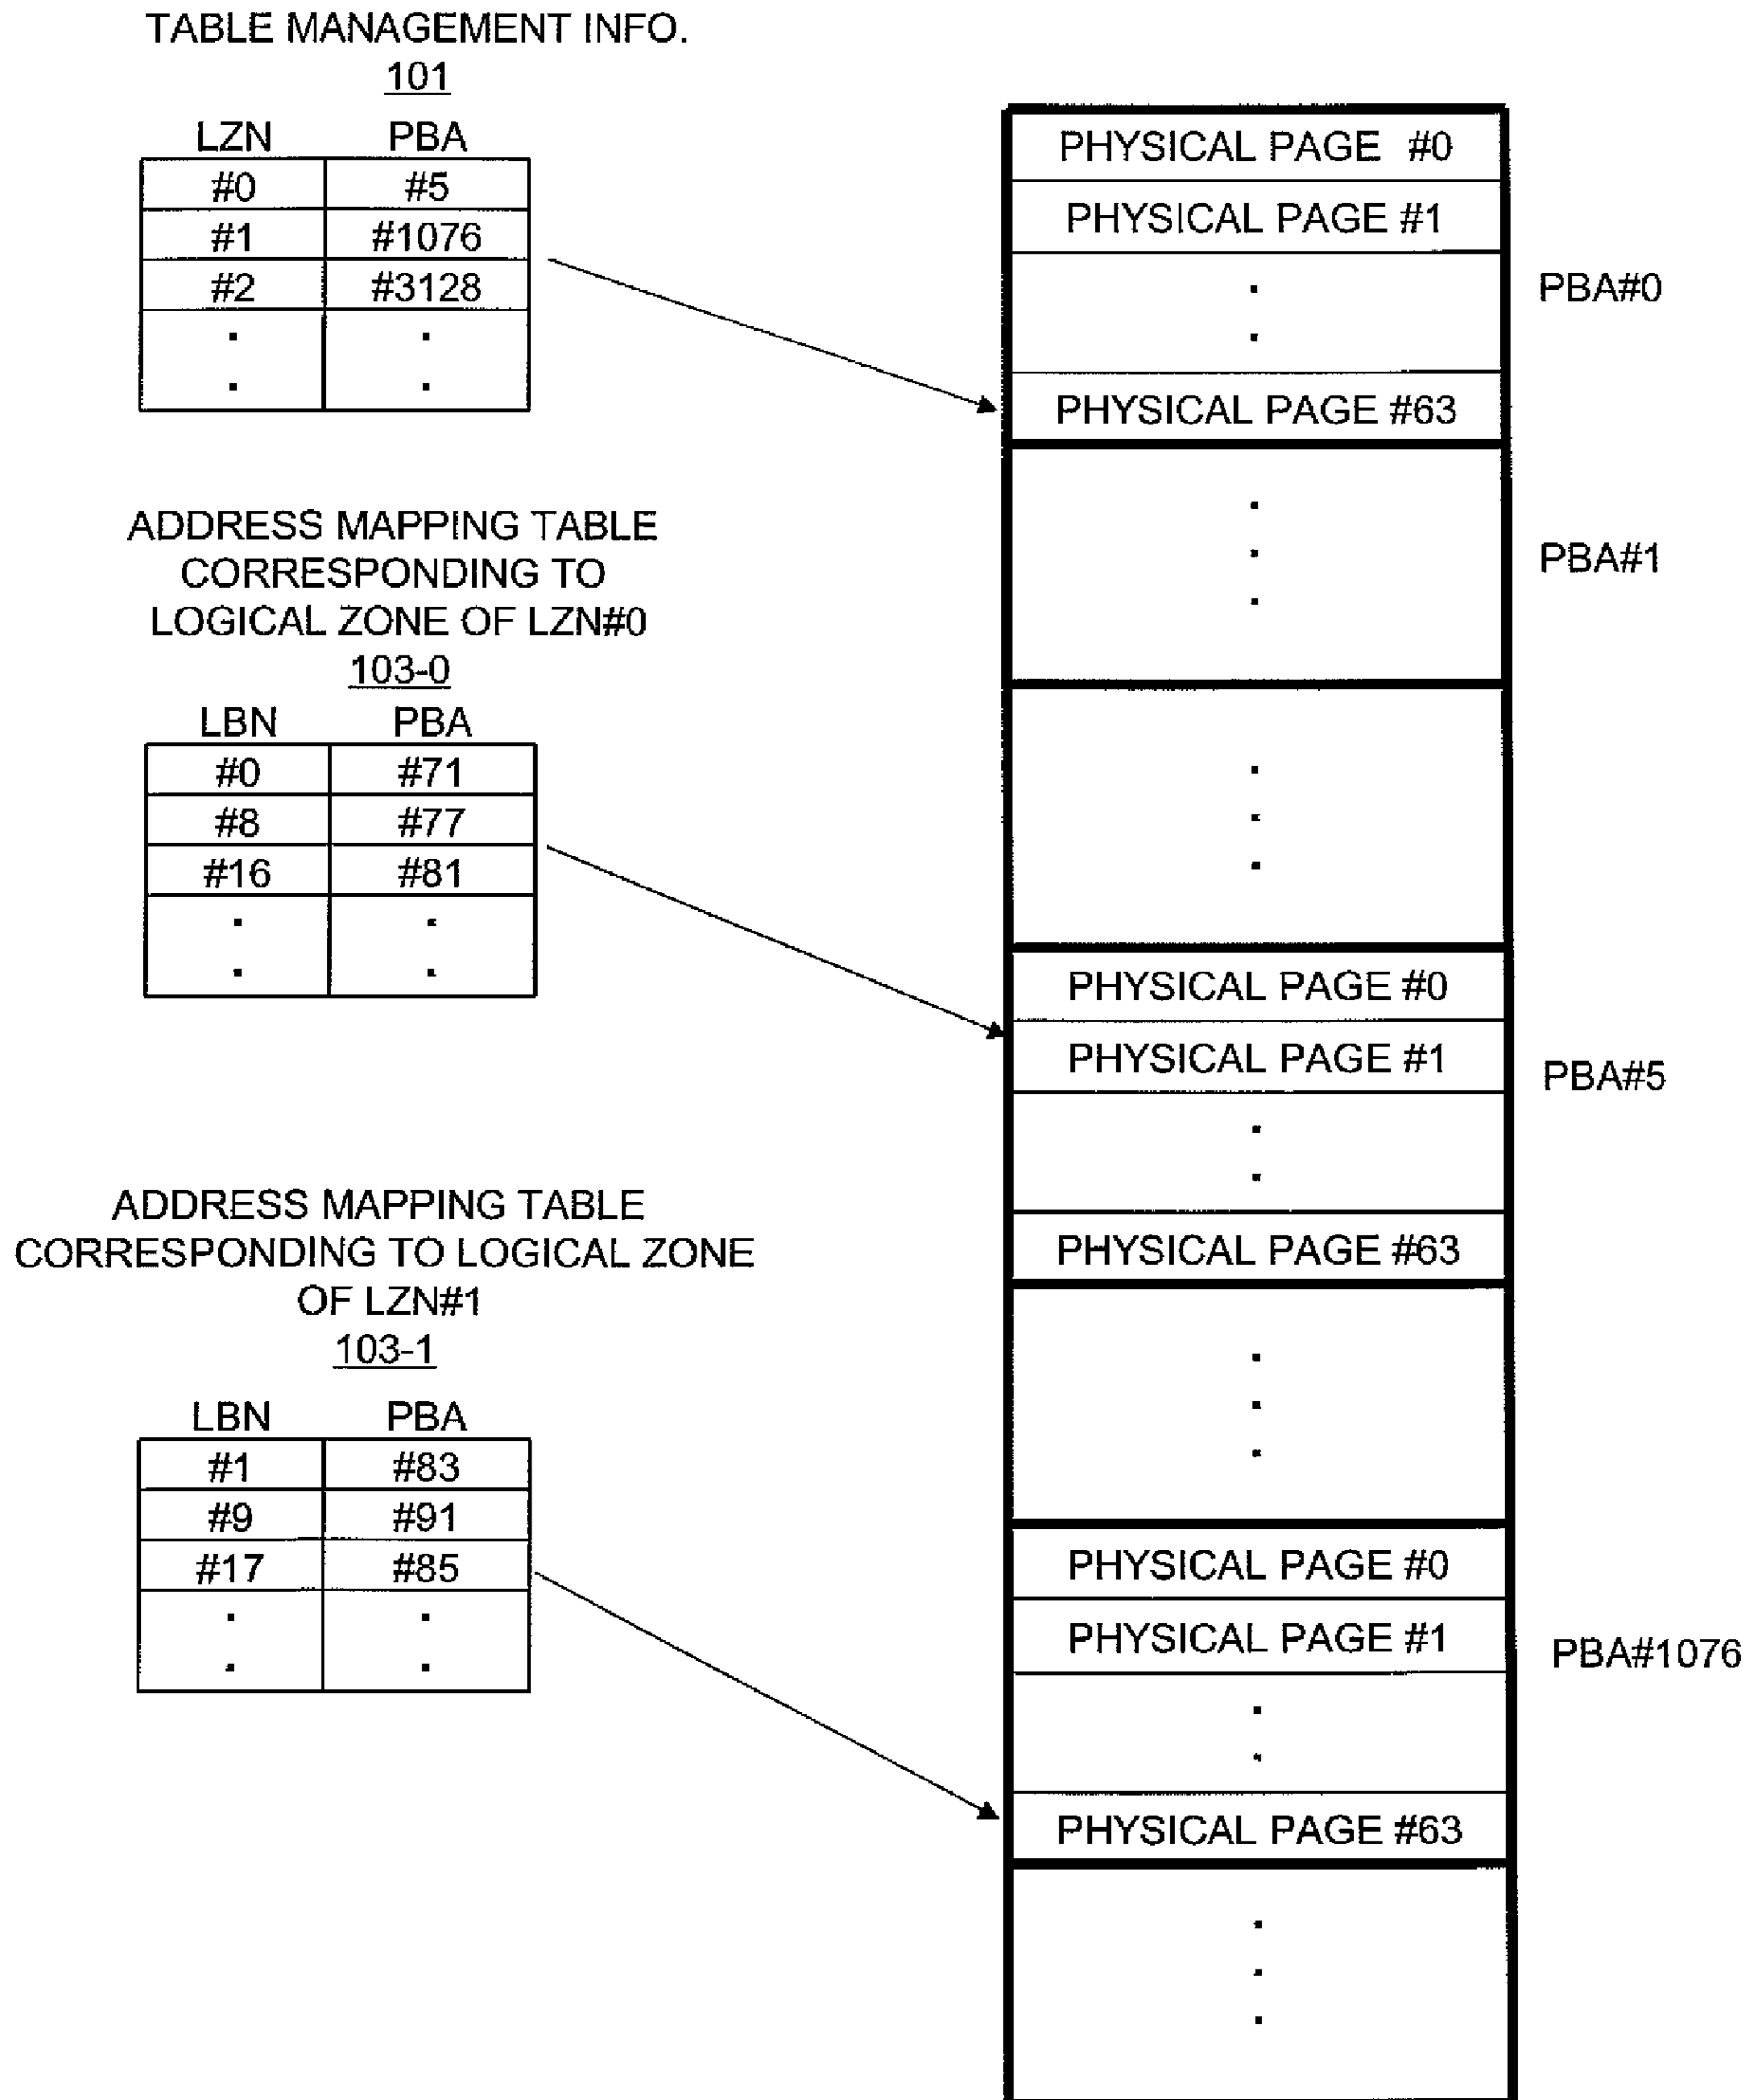 TABLE MANAGEMENT INFO.
101
LZN PBA
#0 #5
#1 #1076
#2 #3128
ADDRESS MAPPING TABLE
CORRESPONDING TO
LOGICAL ZONE OF LZN#0
103-0
LBN PBA
#0 #71
#8 #77
#16 #81
ADDRESS MAPPING TABLE
CORRESPONDING TO LOGICAL ZONE
OF LZN#1
103-1
LBN PBA
#1 #83
#9 #91
#17 #85
PHYSICAL PAGE #0
PHYSICAL PAGE #1
PBA#0
PHYSICAL PAGE #63
PBA#1
PHYSICAL PAGE #0
PHYSICAL PAGE #1
PBA#5
PHYSICAL PAGE #63
PHYSICAL PAGE #0
PHYSICAL PAGE #1
PBA#1076
PHYSICAL PAGE #63